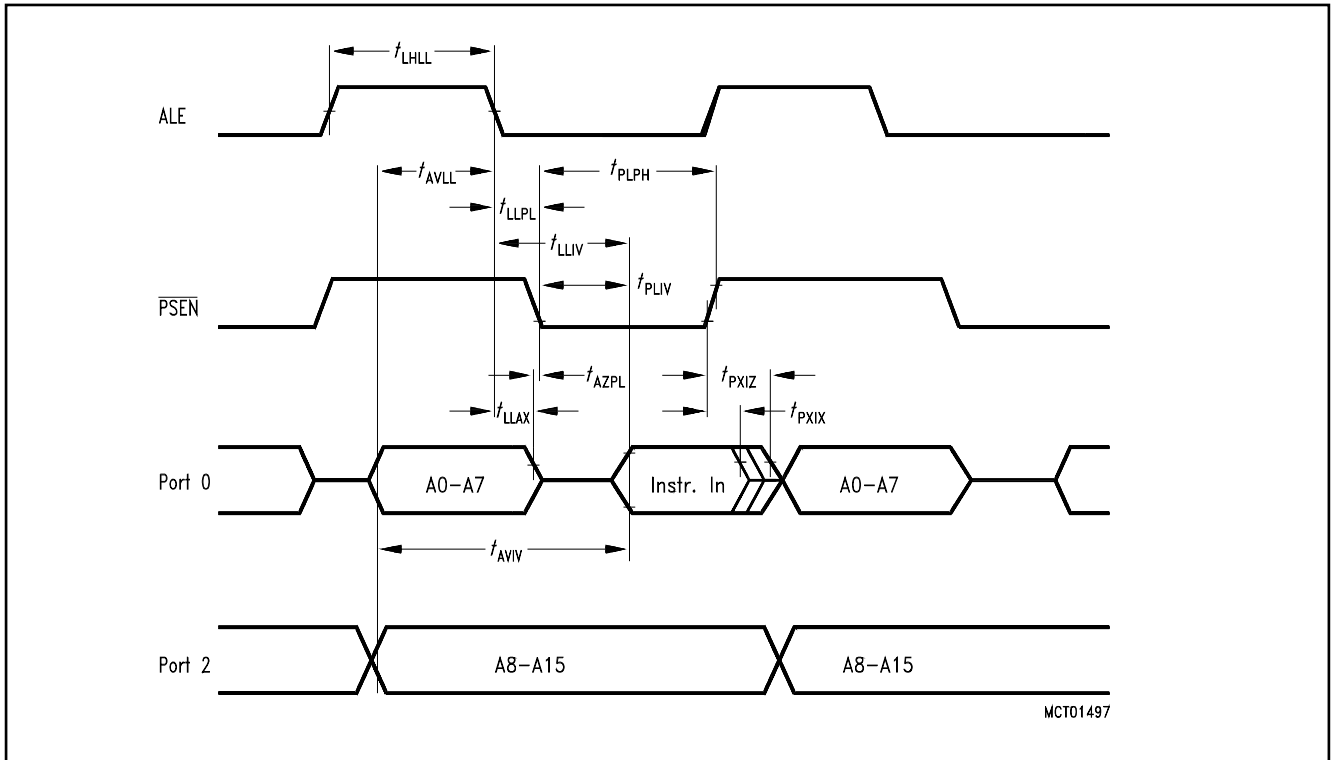 tLHLL
ALE
tAVLL
tPLPH
tLLPL
tLLIV
tPLIV
PSEN
tAZPL
tPXIZ
tLLAX
tPXIX
Port 0
A0-A7
Instr. In
A0-A7
tAVIV
Port 2
A8-A15
A8-A15
MCT01497